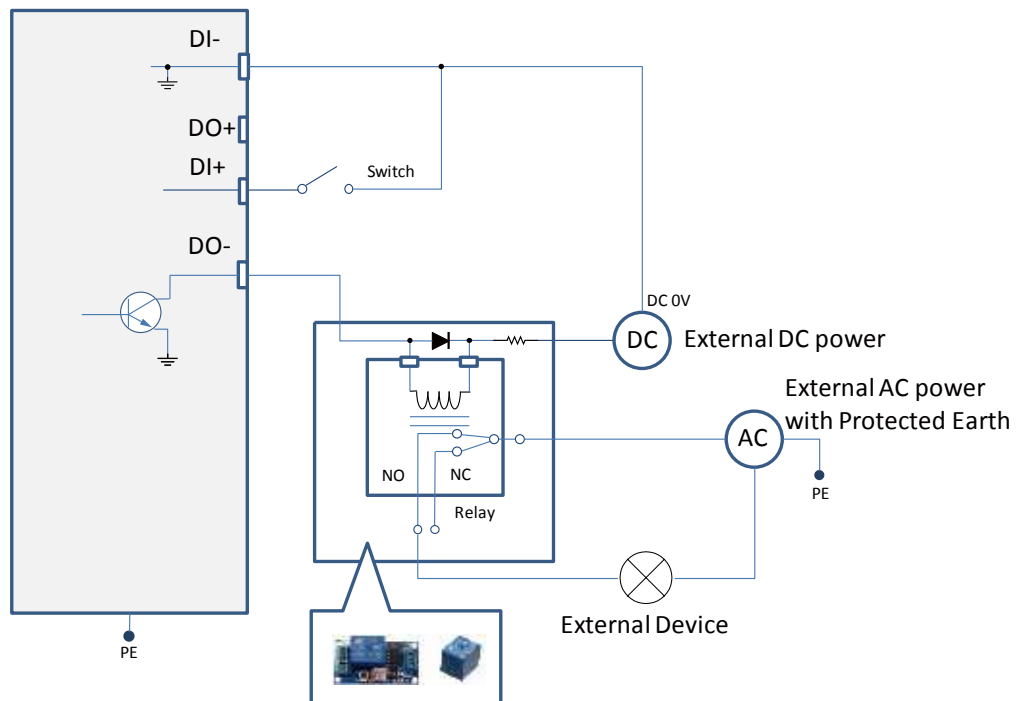 DI-
DO+
DI+
Switch
DO-
DC 0V
DC
External DC power
External AC power
with Protected Earth
AC
NO
NC
PE
Relay
External Device
PE